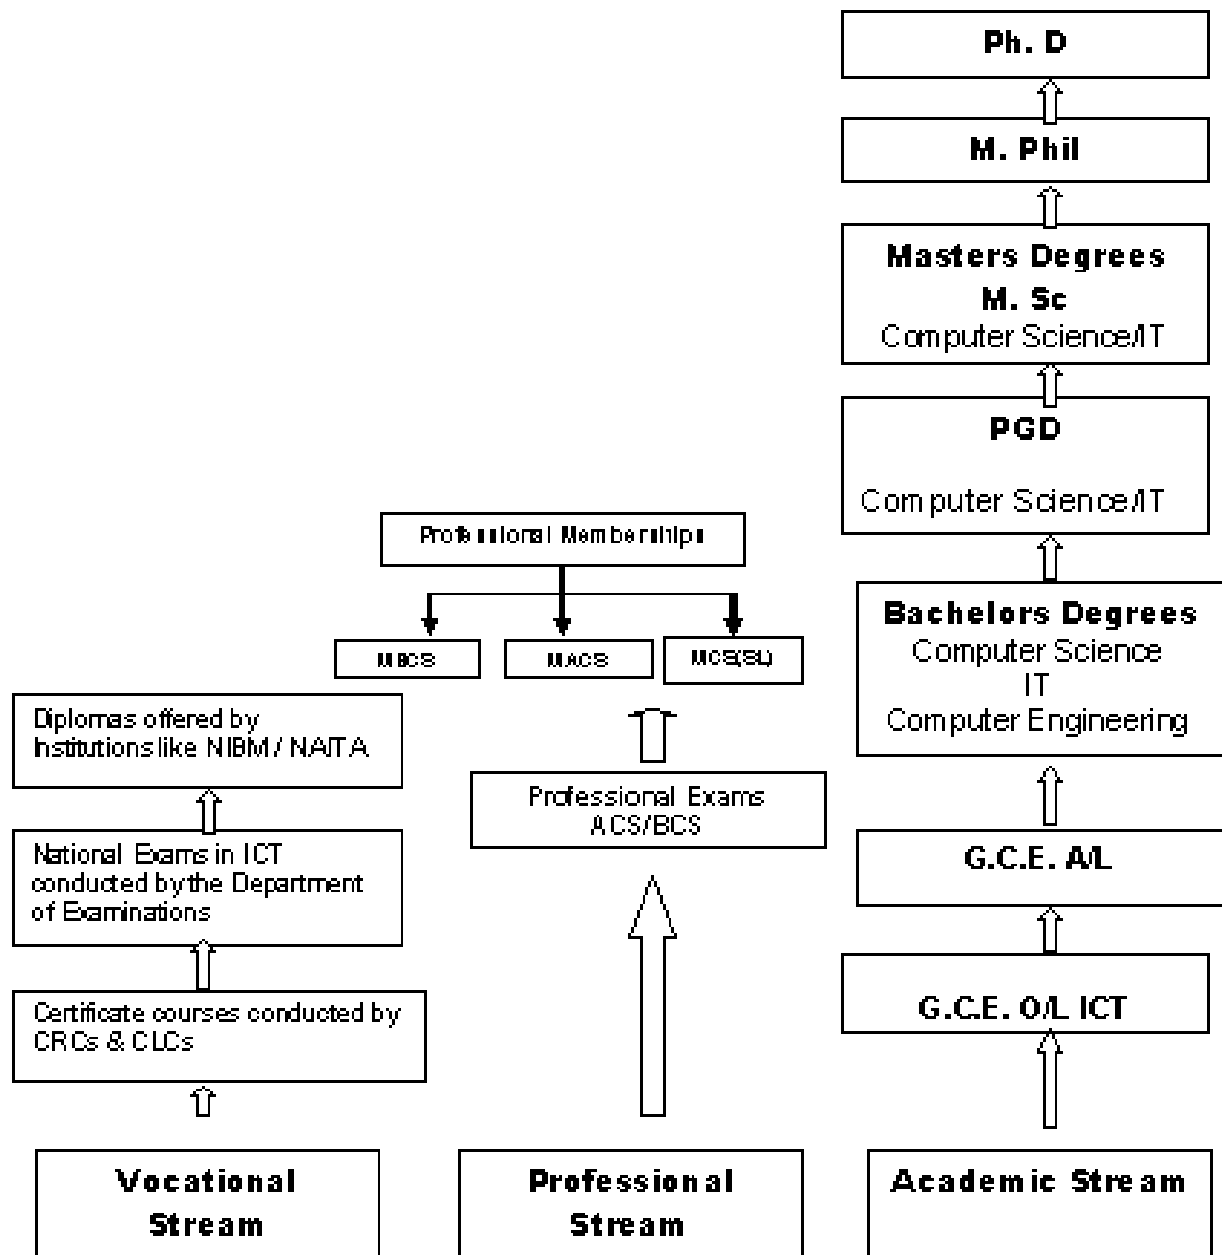 Ph. D
M. Phil
Masters Degrees
M. Sc
Computer Science/IT
PGD
Computer Science/IT
Bachelors Degrees
Computer Science
IT
Computer Engineering
G.C.E. A/L
G.C.E. O/L ICT
Academic Stream
Professional Memberships
MBCS
MACS
MCS(SL)
Professional Exams
ACS/BCS
Professional
Stream
Diplomas offered by
Institutions like NIBM / NAITA
National Exams in ICT
conducted by the Department
of Examinations
Certificate courses conducted by
CRCs & CLCs
Vocational
Stream